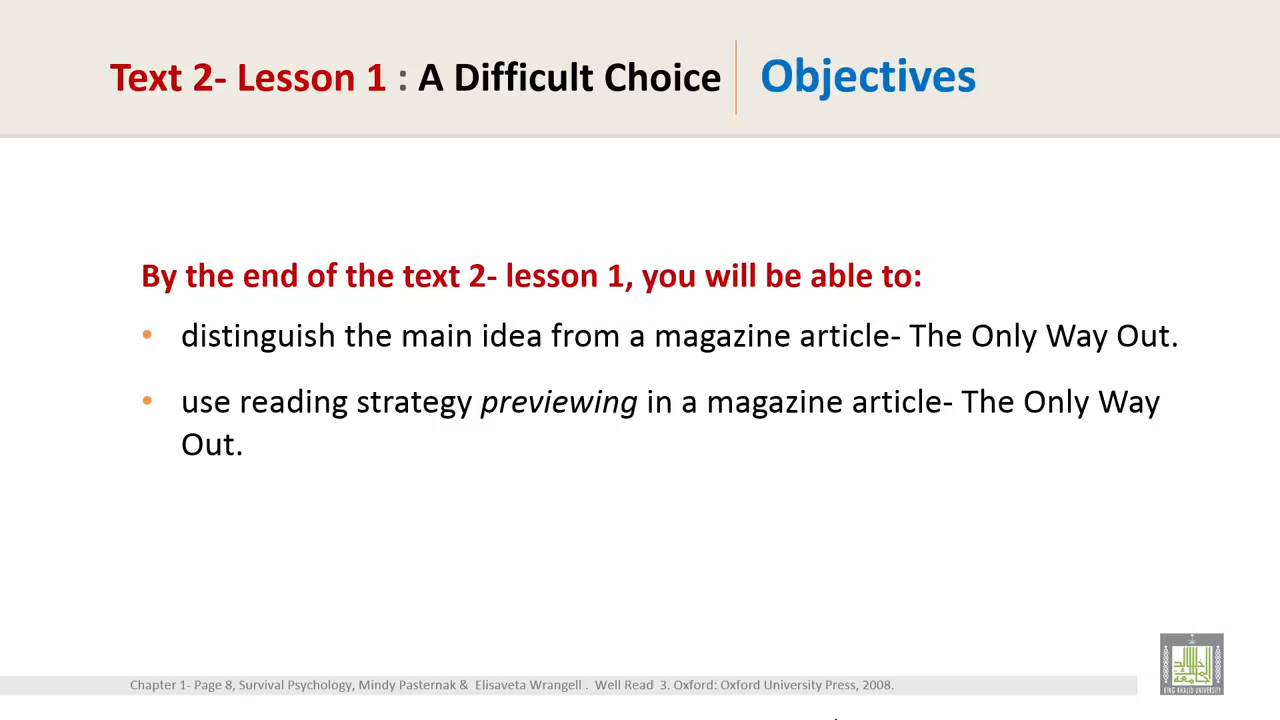 Text 2- Lesson 1 : A Difficult Choice
Objectives
By the end of the text 2- lesson 1, you will be able to:
• distinguish the main idea from a magazine article- The Only Way Out.
• use reading strategy previewing in a magazine article- The Only Way
Out.
Chapter 1- Page 8, Survival Psychology, Mindy Pasternak & Elisaveta Wrangell . Well Read 3. Oxford: Oxford University Press, 2008.
KING KHALID UNIVERSITY